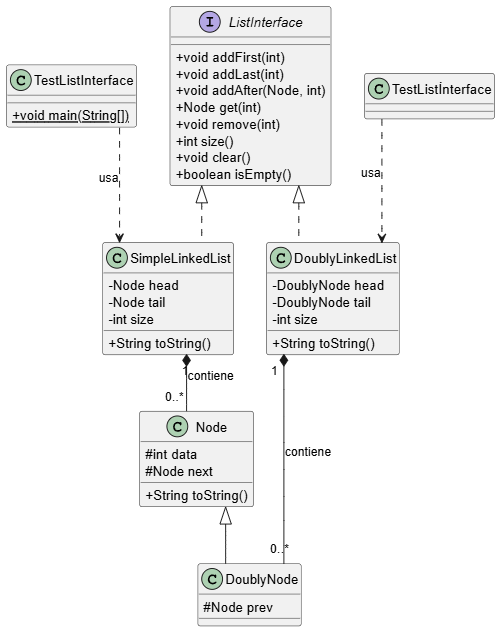 I ListInterface
+void addFirst(int)
+void addLast(int)
+void addAfter(Node, int)
+Node get(int)
+void remove(int)
+int size()
+void clear()
+boolean isEmpty()
C TestListInterface
+void main(String[])
C TestListİnterface
usa
usa
C SimpleLinkedList
-Node head
-Node tail
-int size
+String toString()
C DoublyLinkedList
-DoublyNode head
-DoublyNode tail
-int size
+String toString()
1
contiene
0..*
1
contiene
0..*
C Node
#int data
#Node next
+String toString()
C DoublyNode
#Node prev